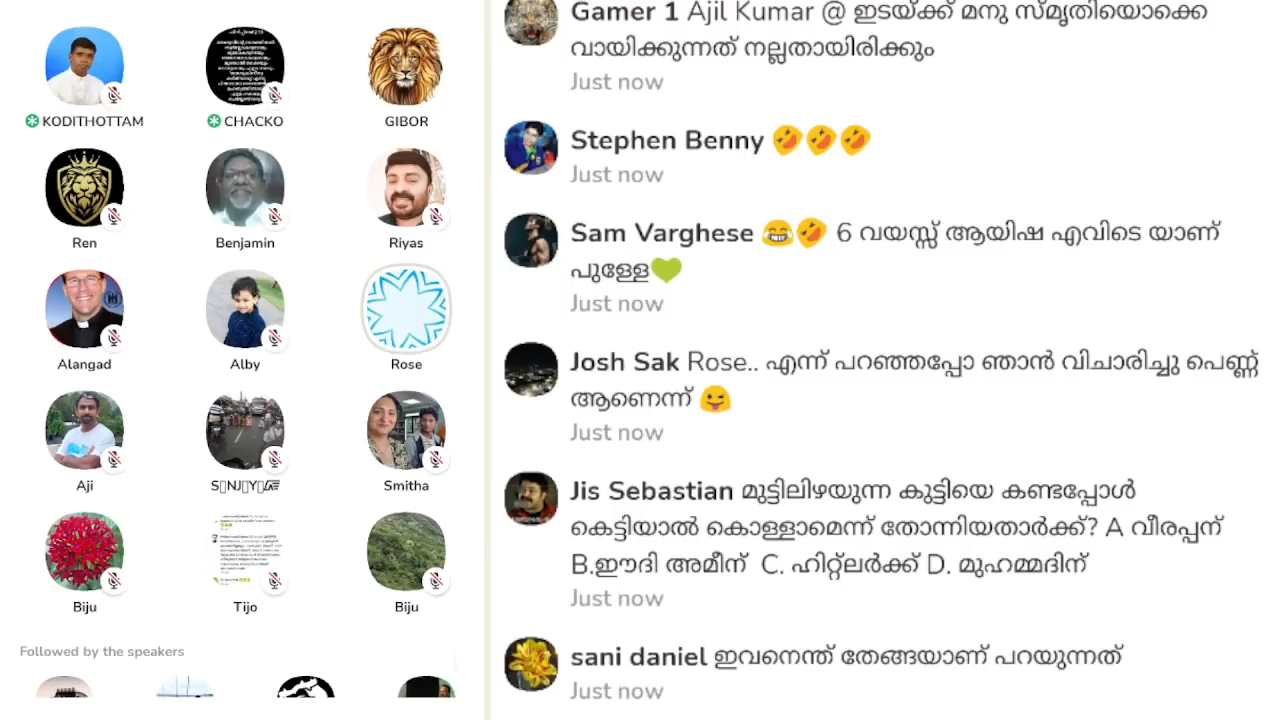 KODITHOTTAM
CHACKO
GIBOR
Ren
Benjamin
Riyas
Alangad
Alby
Rose
Aji
Smitha
Biju
Tijo
Biju
Followed by the speakers
Gamer 1 Ajil Kumar @ ഇടയ്ക്ക് മനു സ്മൃതിയൊക്കെ
വായിക്കുന്നത് നല്ലതായിരിക്കും
Just now
Stephen Benny 🤣🤣🤣
Just now
Sam Varghese 😂🤣 6 വയസ്സ് ആയിഷ എവിടെ യാണ്
പുള്ളേ💚
Just now
Josh Sak Rose.. എന്ന് പറഞ്ഞപ്പോ ഞാൻ വിചാരിച്ചു പെണ്ണ്
ആണെന്ന് 😜
Just now
Jis Sebastian മുട്ടിലിഴയുന്ന കുട്ടിയെ കണ്ടപ്പോൾ
കെട്ടിയാൽ കൊള്ളാമെന്ന് തോന്നിയതാർക്ക്? A വീരപ്പന്
B.ഈദി അമീന് C. ഹിറ്റ്ലർക്ക് D. മുഹമ്മദിന്
Just now
sani daniel ഇവനെന്ത് തേങ്ങയാണ് പറയുന്നത്
Just now